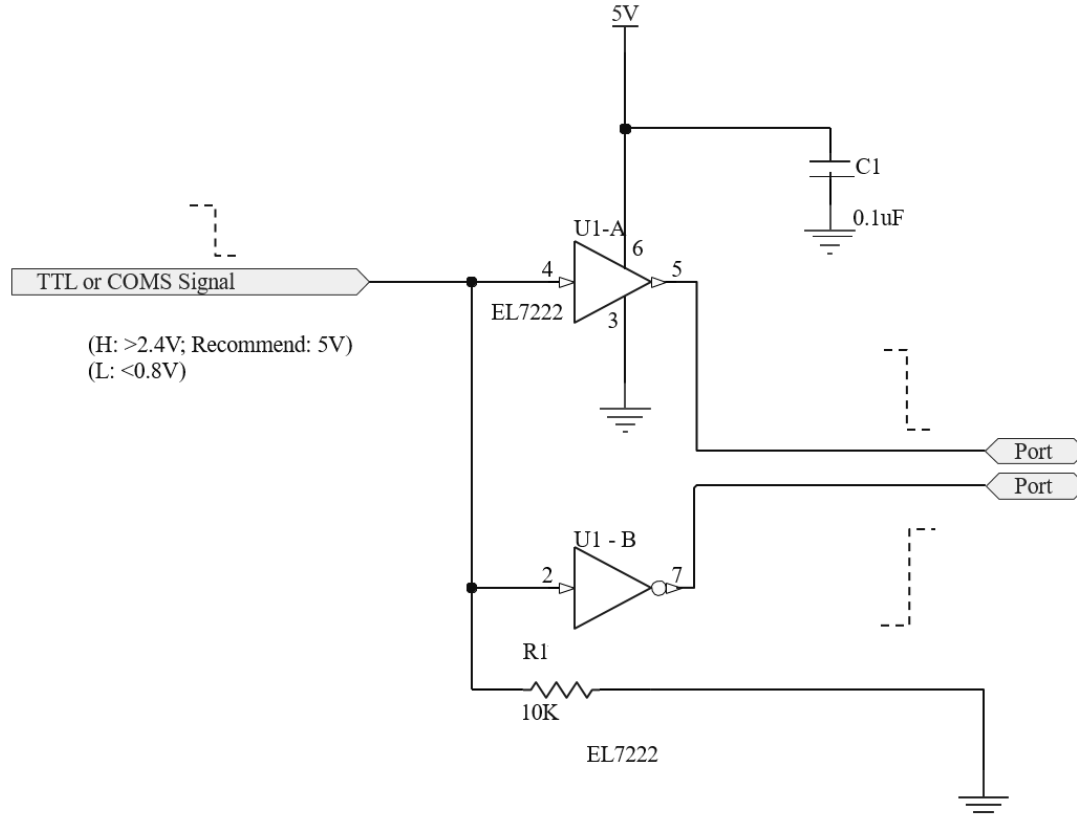 5V
C1
0.1uF
U1-A
6
4
5
EL7222
3
TTL or COMS Signal
(H: >2.4V; Recommend: 5V)
(L: <0.8V)
Port
Port
U1 - B
2
7
R1
10K
EL7222